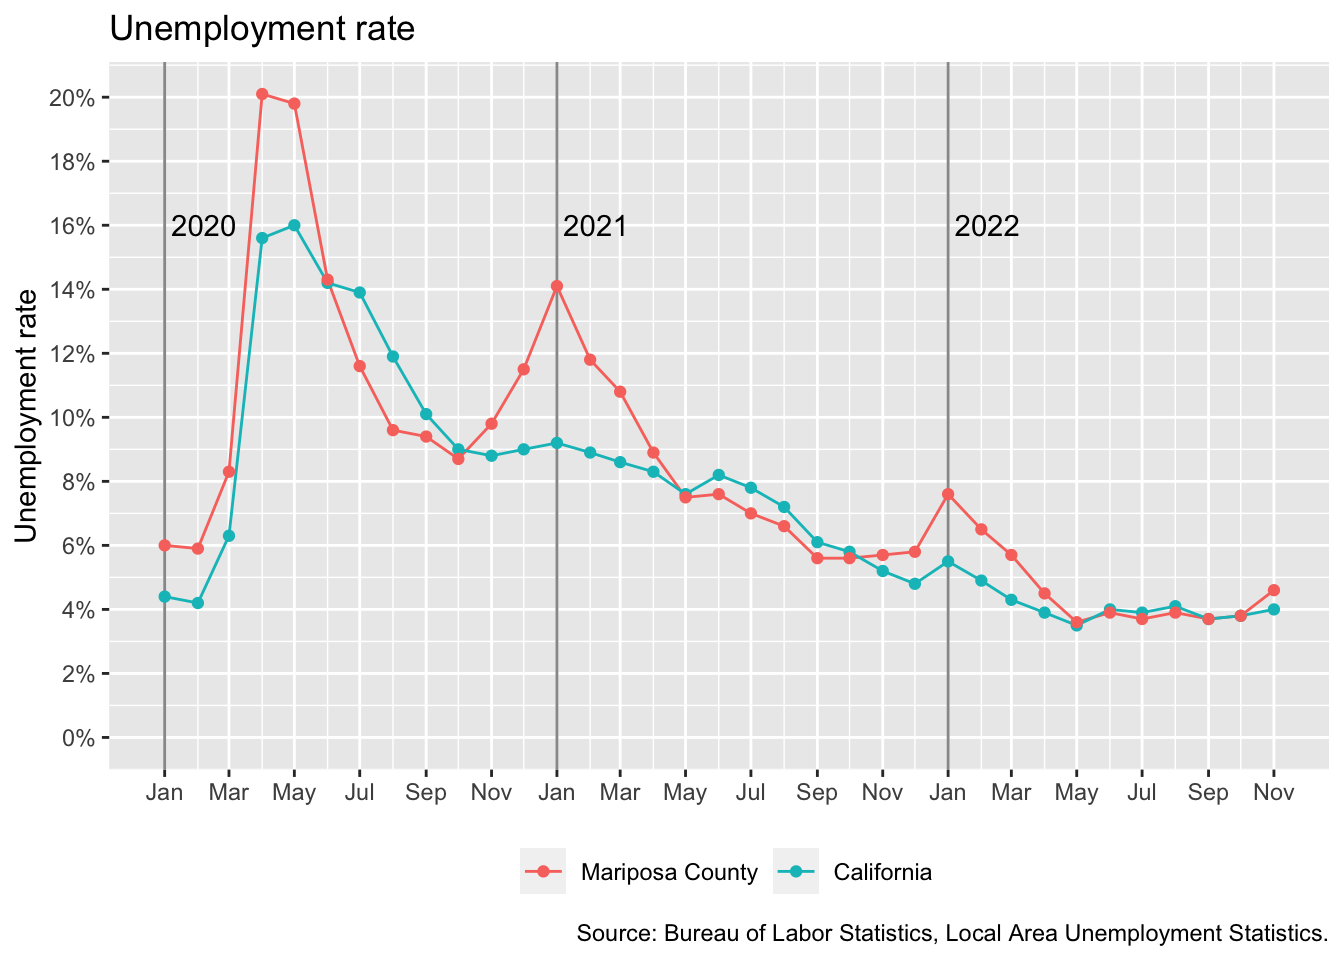 Unemployment rate
Unemployment rate
20%
18%
16%
14%
12%
10%
8%
6%
4%
2%
0%
2020 2021 2022
Jan Mar May Jul Sep Nov Jan Mar May Jul Sep Nov Jan Mar May Jul Sep Nov
Mariposa County California
Source: Bureau of Labor Statistics, Local Area Unemployment Statistics.